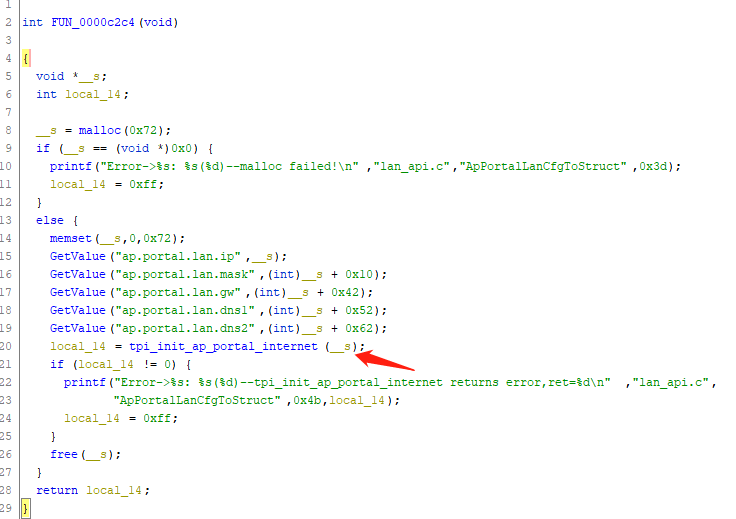 1
2 int FUN_0000c2c4(void)
3
4 {
5 void *__s;
6 int local_14;
7
8 __s = malloc(0x72);
9 if (__s == (void *)0x0) {
10 printf("Error->%s: %s(%d)--malloc failed!\n" ,"lan_api.c","ApPortalLanCfgToStruct" ,0x3d);
11 local_14 = 0xff;
12 }
13 else {
14 memset(__s,0,0x72);
15 GetValue("ap.portal.lan.ip" ,__s);
16 GetValue("ap.portal.lan.mask" ,(int)__s + 0x10);
17 GetValue("ap.portal.lan.gw" ,(int)__s + 0x42);
18 GetValue("ap.portal.lan.dns1" ,(int)__s + 0x52);
19 GetValue("ap.portal.lan.dns2" ,(int)__s + 0x62);
20 local_14 = tpi_init_ap_portal_internet (__s);
21 if (local_14 != 0) {
22 printf("Error->%s: %s(%d)--tpi_init_ap_portal_internet returns error,ret=%d\n" ,"lan_api.c",
23 "ApPortalLanCfgToStruct" ,0x4b,local_14);
24 local_14 = 0xff;
25 }
26 free(__s);
27 }
28 return local_14;
29 }